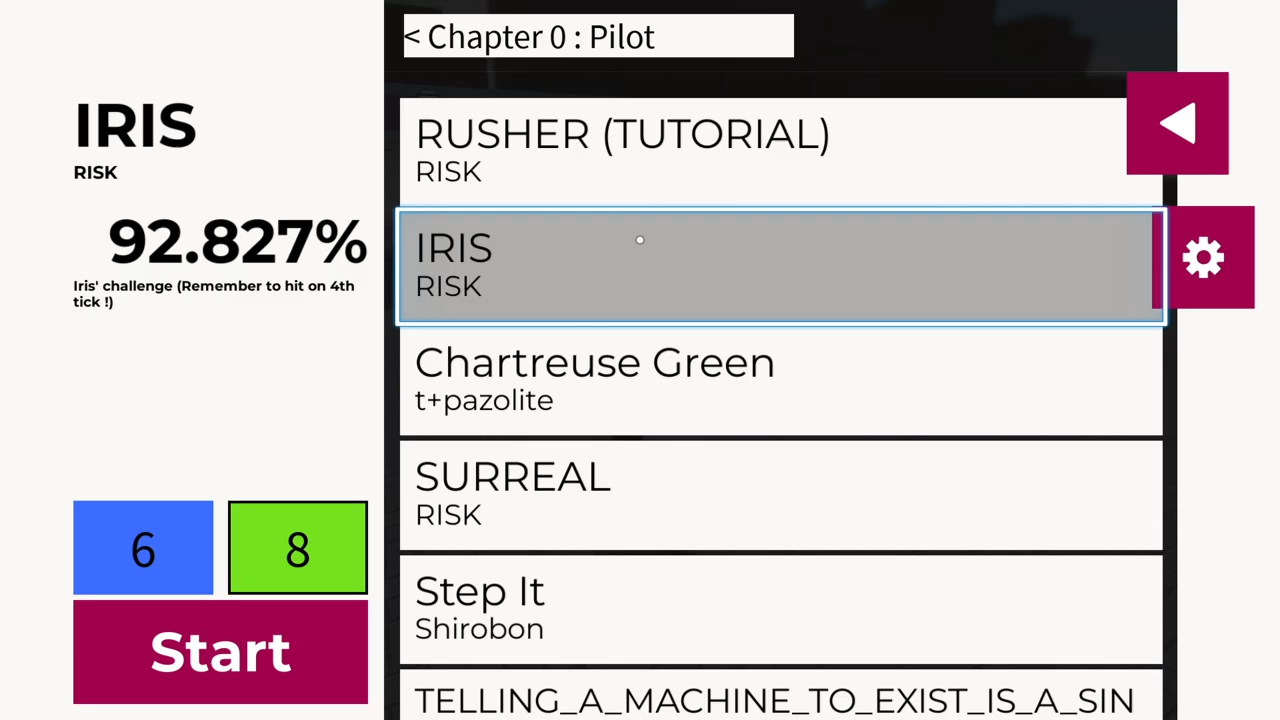 < Chapter 0 : Pilot
IRIS
RISK
92.827%
Iris' challenge (Remember to hit on 4th
tick !)
6
8
Start
RUSHER (TUTORIAL)
RISK
IRIS
RISK
Chartreuse Green
t+pazolite
SURREAL
RISK
Step It
Shirobon
TELLING_A_MACHINE_TO_EXIST_IS_A_SIN